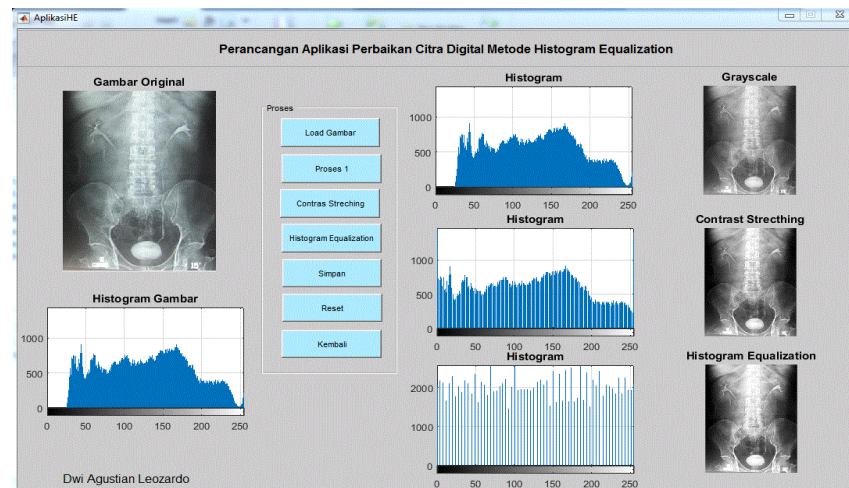 AplikasiHE
Perancangan Aplikasi Perbaikan Citra Digital Metode Histogram Equalization
Gambar Original
Proses
Load Gambar
Proses 1
Contras Streching
Histogram Equalization
Simpan
Reset
Kembali
Histogram Gambar
1000
500
0
0 50 100 150 200 250
Dwi Agustian Leozardo
Histogram
1000
500
0
0 50 100 150 200 250
Histogram
1000
500
0
0 50 100 150 200 250
Histogram
2000
1000
0
0 50 100 150 200 250
Grayscale
Contrast Strecthing
Histogram Equalization